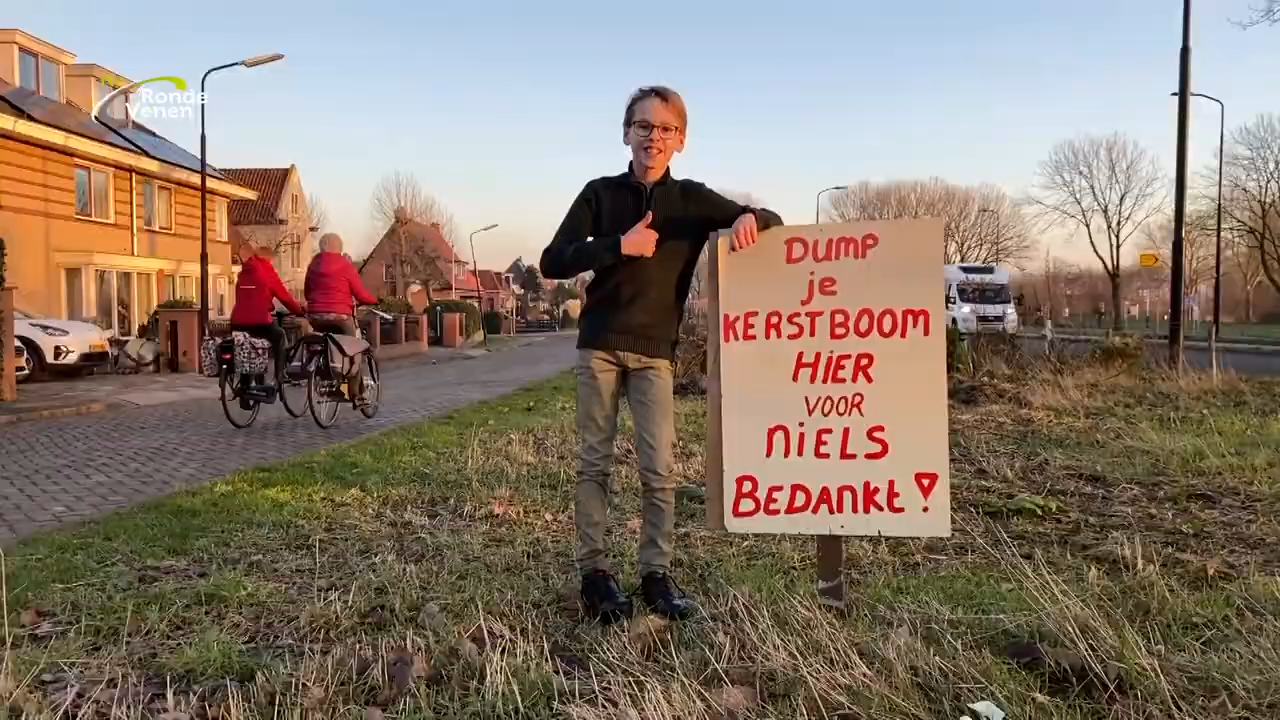 Ronde
Venen
DUMP
je
KERSTBOOM
HiER
VOOR
NiELS
BEDANKt!